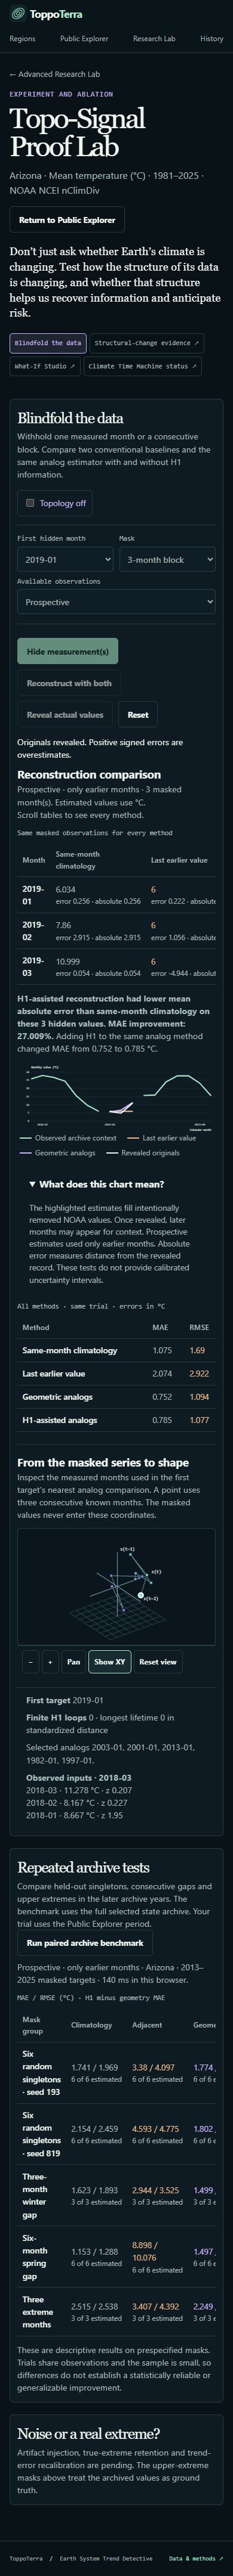 ToppoTerra
Regions Public Explorer Research Lab History
← Advanced Research Lab
EXPERIMENT AND ABLATION
Topo-Signal
Proof Lab
Arizona · Mean temperature (°C) · 1981–2025 ·
NOAA NCEI nClimDiv
Return to Public Explorer
Don't just ask whether Earth's climate is
changing. Test how the structure of its data
is changing, and whether that structure
helps us recover information and anticipate
risk.
Blindfold the data Structural-change evidence ↗
What-If Studio ↗ Climate Time Machine status ↗
Blindfold the data
Withhold one measured month or a consecutive
block. Compare two conventional baselines and the
same analog estimator with and without H1
information.
Topology off
First hidden month Mask
2019-01 3-month block
Available observations
Prospective
Hide measurement(s)
Reconstruct with both
Reveal actual values Reset
Originals revealed. Positive signed errors are
overestimates.
Reconstruction comparison
Prospective · only earlier months · 3 masked
month(s). Estimated values use °C.
Scroll tables to see every method.
Same masked observations for every method
Month Same-month climatology Last earlier value
2019-01 6.034 6
error 0.256 · absolute 0.256 error 0.222 · absolute
2019-02 7.86 6
error 2.915 · absolute 2.915 error 1.056 · absolute
2019-03 10.999 6
error 0.054 · absolute 0.054 error -4.944 · absolut
H1-assisted reconstruction had lower mean
absolute error than same-month climatology on
these 3 hidden values. MAE improvement:
27.009%. Adding H1 to the same analog method
changed MAE from 0.752 to 0.785 °C.
Monthly value (°C)
Calendar month
Observed archive context Last earlier value
Geometric analogs Revealed originals
▼ What does this chart mean?
The highlighted estimates fill intentionally
removed NOAA values. Once revealed, later
months may appear for context. Prospective
estimates used only earlier months. Absolute
error measures distance from the revealed
record. These tests do not provide calibrated
uncertainty intervals.
All methods · same trial · errors in °C
Method MAE RMSE
Same-month climatology 1.075 1.69
Last earlier value 2.074 2.922
Geometric analogs 0.752 1.094
H1-assisted analogs 0.785 1.077
From the masked series to shape
Inspect the measured months used in the first
target's nearest analog comparison. A point uses
three consecutive known months. The masked
values never enter these coordinates.
z(t−1)
z(t)
z(t−2)
− + Pan Show XY Reset view
First target 2019-01
Finite H1 loops 0 · longest lifetime 0 in
standardized distance
Selected analogs 2003-01, 2001-01, 2013-01,
1982-01, 1997-01.
Observed inputs · 2018-03
2018-03 · 11.278 °C · z 0.207
2018-02 · 8.167 °C · z 0.227
2018-01 · 8.667 °C · z 1.95
Repeated archive tests
Compare held-out singletons, consecutive gaps and
upper extremes in the later archive years. The
benchmark uses the full selected state archive. Your
trial uses the Public Explorer period.
Run paired archive benchmark
Prospective · only earlier months · Arizona · 2013–
2025 masked targets · 140 ms in this browser.
MAE / RMSE (°C) · H1 minus geometry MAE
Mask group Climatology Adjacent Geome
Six random singletons · seed 193 1.741 / 1.969 3.38 / 4.097 1.774 /
6 of 6 estimated 6 of 6 estimated 6 of 6 e
Six random singletons · seed 819 2.154 / 2.459 4.593 / 4.775 1.802 /
6 of 6 estimated 6 of 6 estimated 6 of 6 e
Three-month winter gap 1.623 / 1.893 2.944 / 3.525 1.499 /
3 of 3 estimated 3 of 3 estimated 3 of 3 e
Six-month spring gap 1.153 / 1.288 8.898 / 10.076 1.497 /
6 of 6 estimated 6 of 6 estimated 6 of 6 e
Three extreme months 2.515 / 2.538 3.407 / 4.392 2.249 /
3 of 3 estimated 3 of 3 estimated 3 of 3 e
These are descriptive results on prespecified masks.
Trials share observations and the sample is small, so
differences do not establish a statistically reliable or
generalizable improvement.
Noise or a real extreme?
Artifact injection, true-extreme retention and trend-
error recalibration are pending. The upper-extreme
masks above treat the archived values as ground
truth.
ToppoTerra / Earth System Trend Detective Data & methods ↗